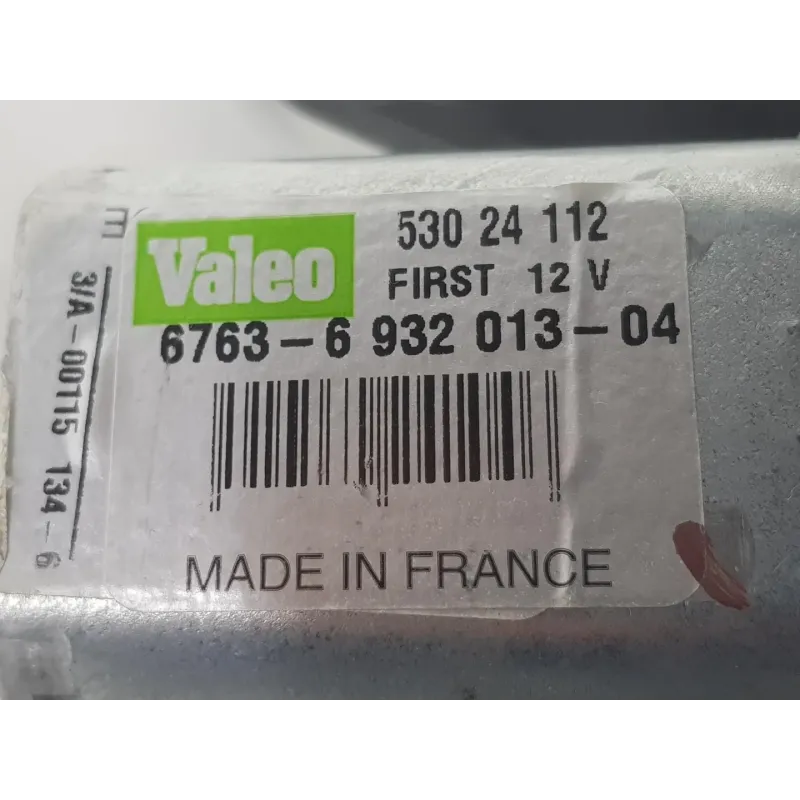 Valeo
530 24 112
FIRST 12 V
6763-6 932 013-04
MADE IN FRANCE
E
3/A-00115 134-6